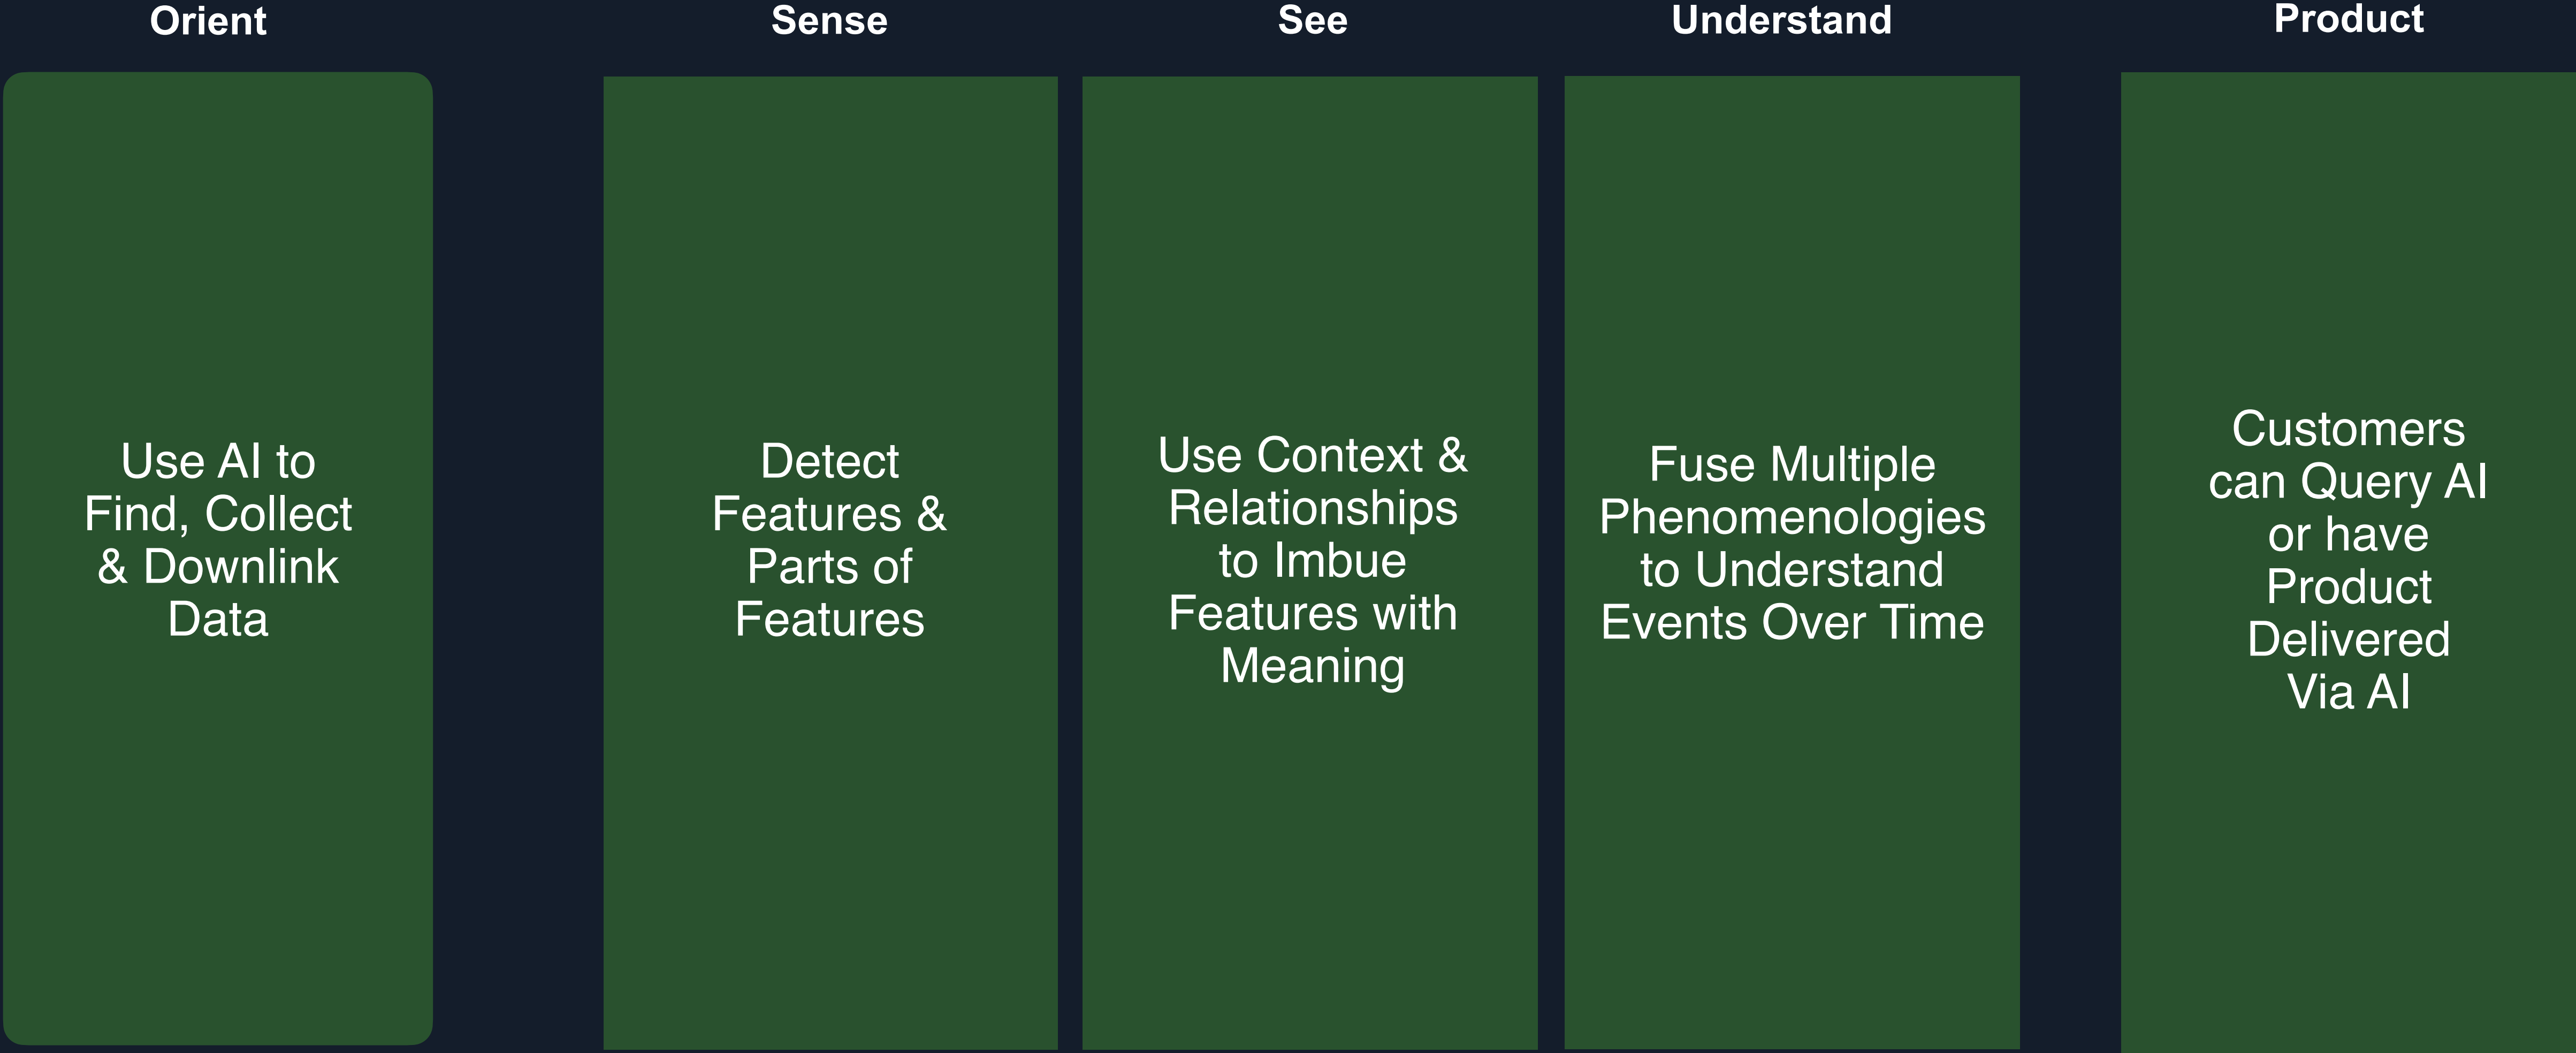 Orient
Sense
See
Understand
Product
Use AI to
Find, Collect
& Downlink
Data
Detect
Features &
Parts of
Features
Use Context &
Relationships
to Imbue
Features with
Meaning
Fuse Multiple
Phenomenologies
to Understand
Events Over Time
Customers
can Query AI
or have
Product
Delivered
Via AI